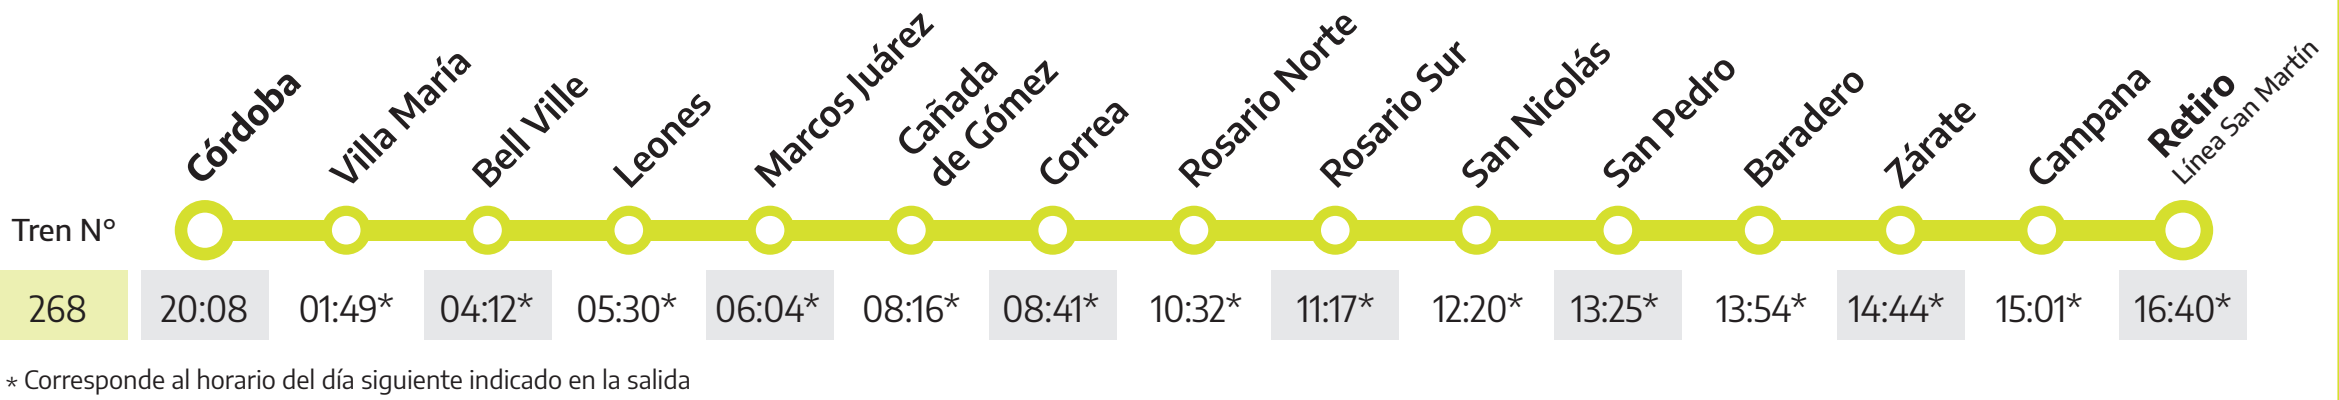 Córdoba
Villa María
Bell Ville
Leones
Marcos Juárez
Cañada
de Gómez
Correa
Rosario Norte
Rosario Sur
San Nicolás
San Pedro
Baradero
Zárate
Campana
Retiro
Línea San Martín
Tren N°
268 20:08 01:49* 04:12* 05:30* 06:04* 08:16* 08:41* 10:32* 11:17* 12:20* 13:25* 13:54* 14:44* 15:01* 16:40*
* Corresponde al horario del día siguiente indicado en la salida